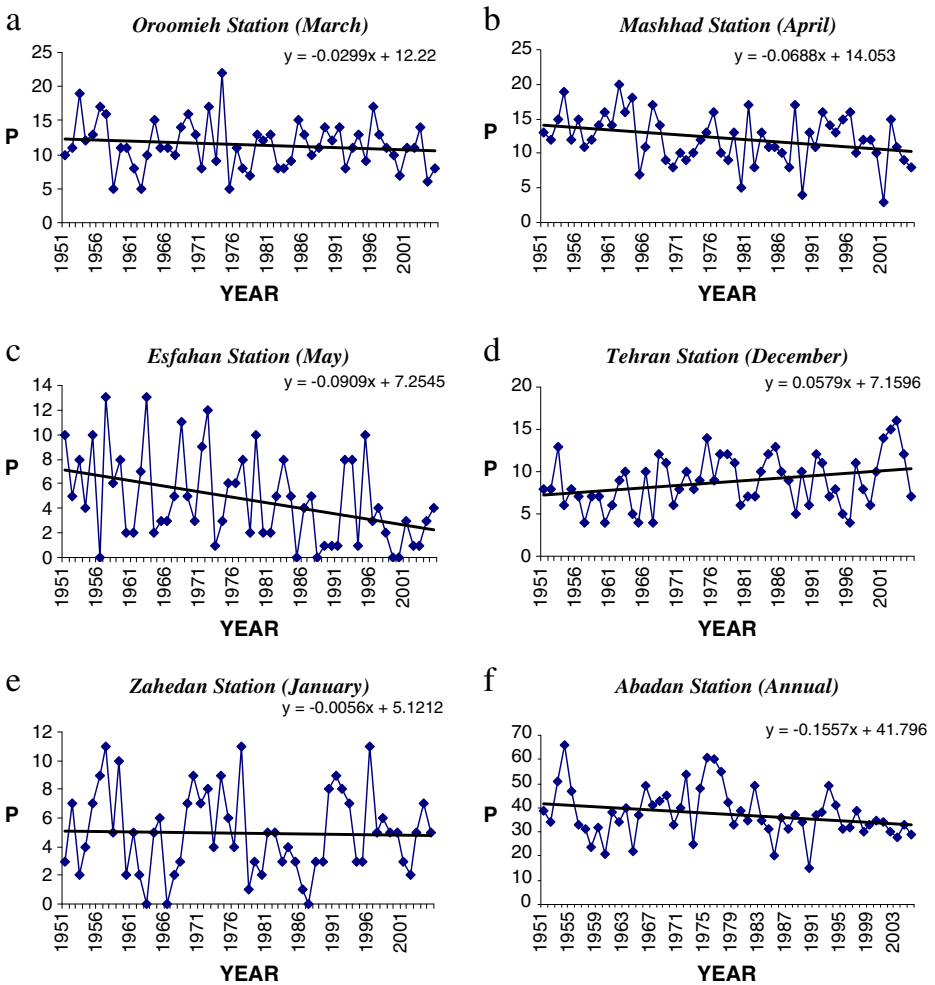 a
Oroomieh Station (March)
y = -0.0299x + 12.22
25
20
15
10
5
0
P
1951 1956 1961 1966 1971 1976 1981 1986 1991 1996 2001
YEAR
b
Mashhad Station (April)
y = -0.0688x + 14.053
25
20
15
10
5
0
P
1951 1956 1961 1966 1971 1976 1981 1986 1991 1996 2001
YEAR
c
Esfahan Station (May)
y = -0.0909x + 7.2545
14
12
10
8
6
4
2
0
P
1951 1956 1961 1966 1971 1976 1981 1986 1991 1996 2001
YEAR
d
Tehran Station (December)
y = 0.0579x + 7.1596
20
15
10
5
0
P
1951 1956 1961 1966 1971 1976 1981 1986 1991 1996 2001
YEAR
e
Zahedan Station (January)
y = -0.0056x + 5.1212
12
10
8
6
4
2
0
P
1951 1956 1961 1966 1971 1976 1981 1986 1991 1996 2001
YEAR
f
Abadan Station (Annual)
y = -0.1557x + 41.796
70
60
50
40
30
20
10
0
P
1951 1955 1959 1963 1967 1971 1975 1979 1983 1987 1991 1995 1999 2003
YEAR